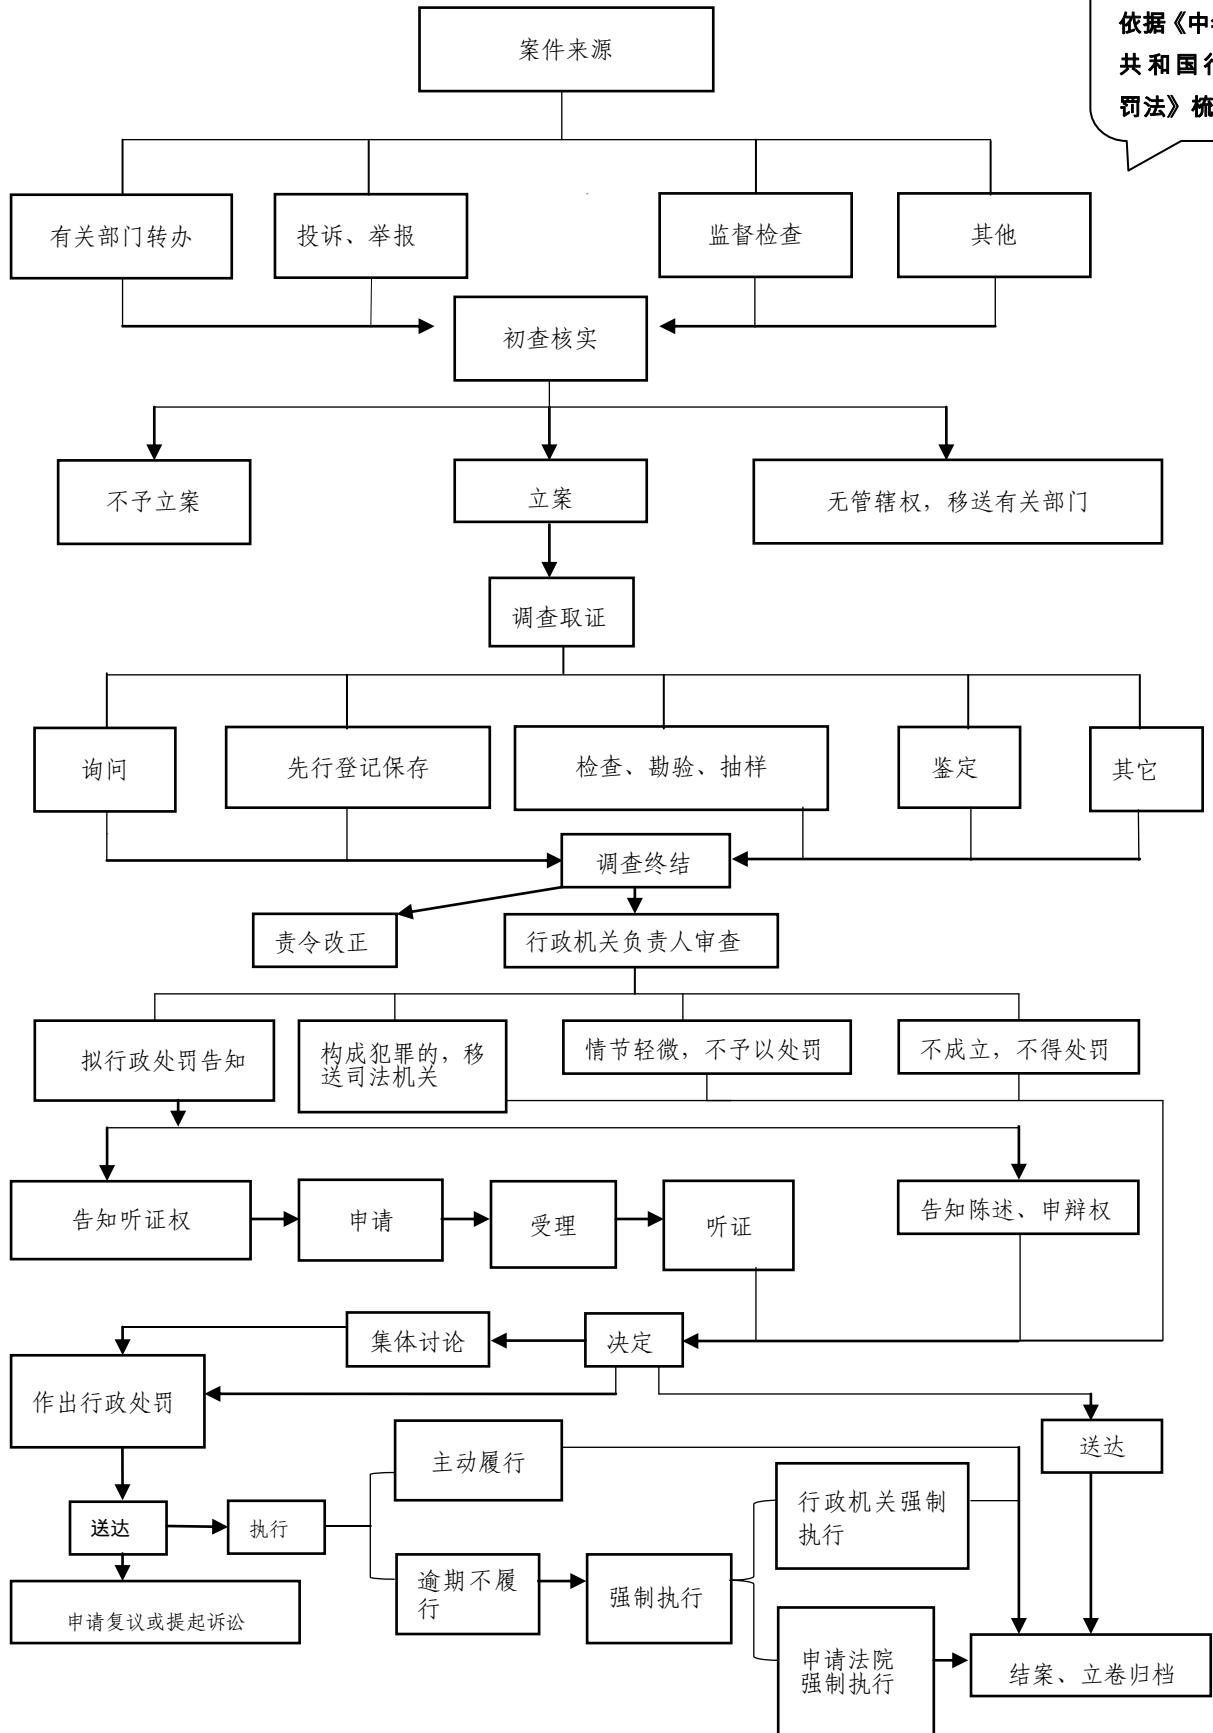 案件来源
依据《中
共和国行
罚法》梳
有关部门转办
投诉、举报
监督检查
其他
初查核实
不予立案
立案
无管辖权，移送有关部门
调查取证
询问
先行登记保存
检查、勘验、抽样
鉴定
其它
调查终结
责令改正
行政机关负责人审查
拟行政处罚告知
构成犯罪的，移
送司法机关
情节轻微，不予以处罚
不成立，不得处罚
告知听证权
申请
受理
听证
告知陈述、申辩权
集体讨论
决定
作出行政处罚
主动履行
送达
行政机关强制
执行
送达
执行
逾期不履
行
强制执行
申请复议或提起诉讼
申请法院
强制执行
结案、立卷归档